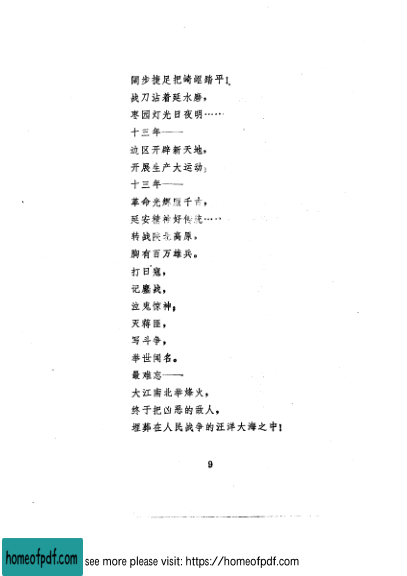 阔步捷足把崎岖踏平!
战刀沾着延水磨,
枣园灯光日夜明……
十三年——
边区开辟新天地,
开展生产大运动;
十三年——
革命光辉照千古,
延安精神好传统……
转战陕北高原,
胸有百万雄兵。
打日寇,
记鏖战,
泣鬼惊神;
灭蒋匪,
写斗争,
举世闻名。
最难忘——
大江南北举烽火,
终于把凶恶的敌人,
埋葬在人民战争的汪洋大海之中!
9
homeofpdf.com
see more please visit: https://homeofpdf.com